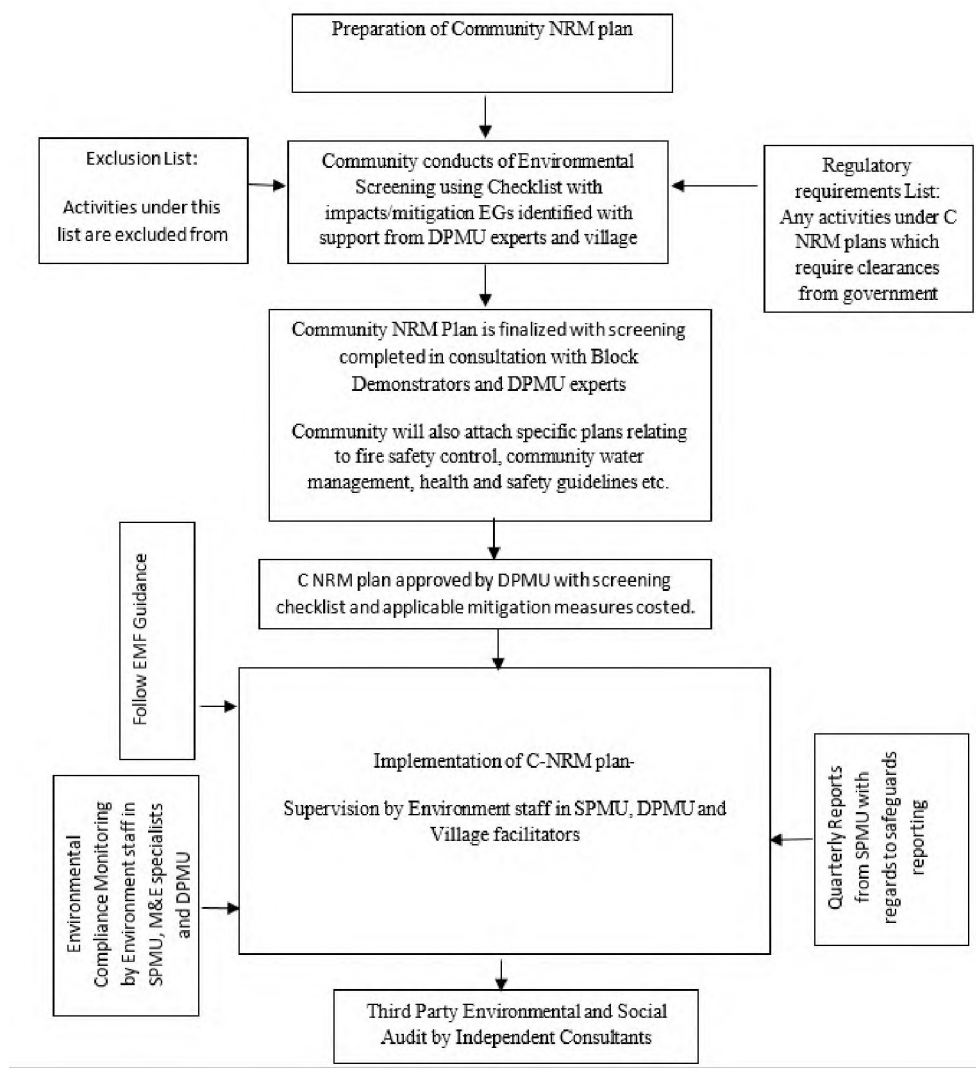 Preparation of Community NRM plan
Exclusion List:
Activities under this
list are excluded from
Community conducts of Environmental
Screening using Checklist with
impacts/mitigation EGs identified with
support from DPMU experts and village
Regulatory
requirements List:
Any activities under C
NRM plans which
require clearances
from government
Community NRM Plan is finalized with screening
completed in consultation with Block
Demonstrators and DPMU experts
Community will also attach specific plans relating
to fire safety control, community water
management, health and safety guidelines etc.
C NRM plan approved by DPMU with screening
checklist and applicable mitigation measures costed.
Follow EMF Guidance
Implementation of C-NRM plan-
Supervision by Environment staff in SPMU, DPMU and
Village facilitators
Environmental
Compliance Monitoring
by Environment staff in
SPMU, M&E specialists
and DPMU
Quarterly Reports
from SPMU with
regards to safeguards
reporting
Third Party Environmental and Social
Audit by Independent Consultants